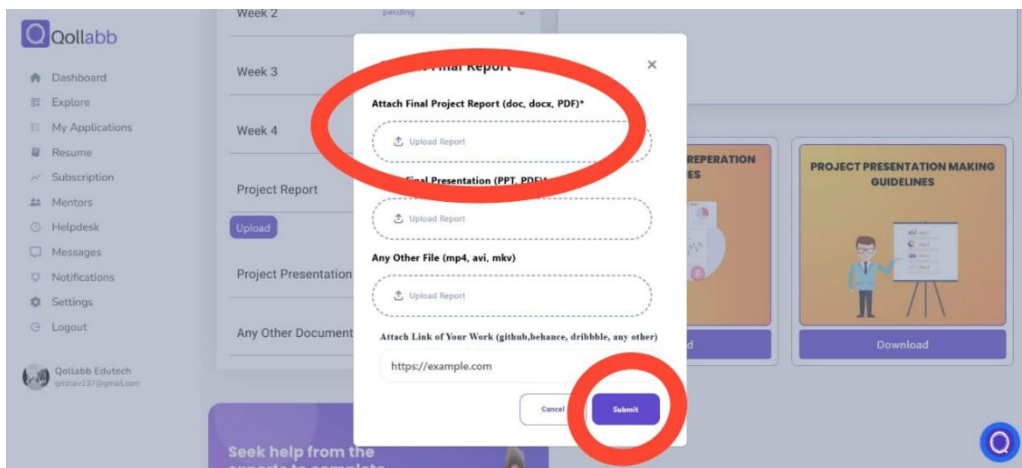 Qollabb
Dashboard
Explore
My Applications
Resume
Subscription
Mentors
Helpdesk
Messages
Notifications
Settings
Logout
Qollabb Edutech
Week 2
pending
Week 3
Week 4
Project Report
Upload
Project Presentation
Any Other Document
Seek help from the
Final Report
Attach Final Project Report (doc, docx, PDF)*
Upload Report
Final Presentation (PPT, PDF)
Upload Report
Any Other File (mp4, avi, mkv)
Upload Report
Attach Link of Your Work (github,behance, dribbble, any other)
https://example.com
Cancel
Submit
REPERATION
ES
PROJECT PRESENTATION MAKING
GUIDELINES
Download